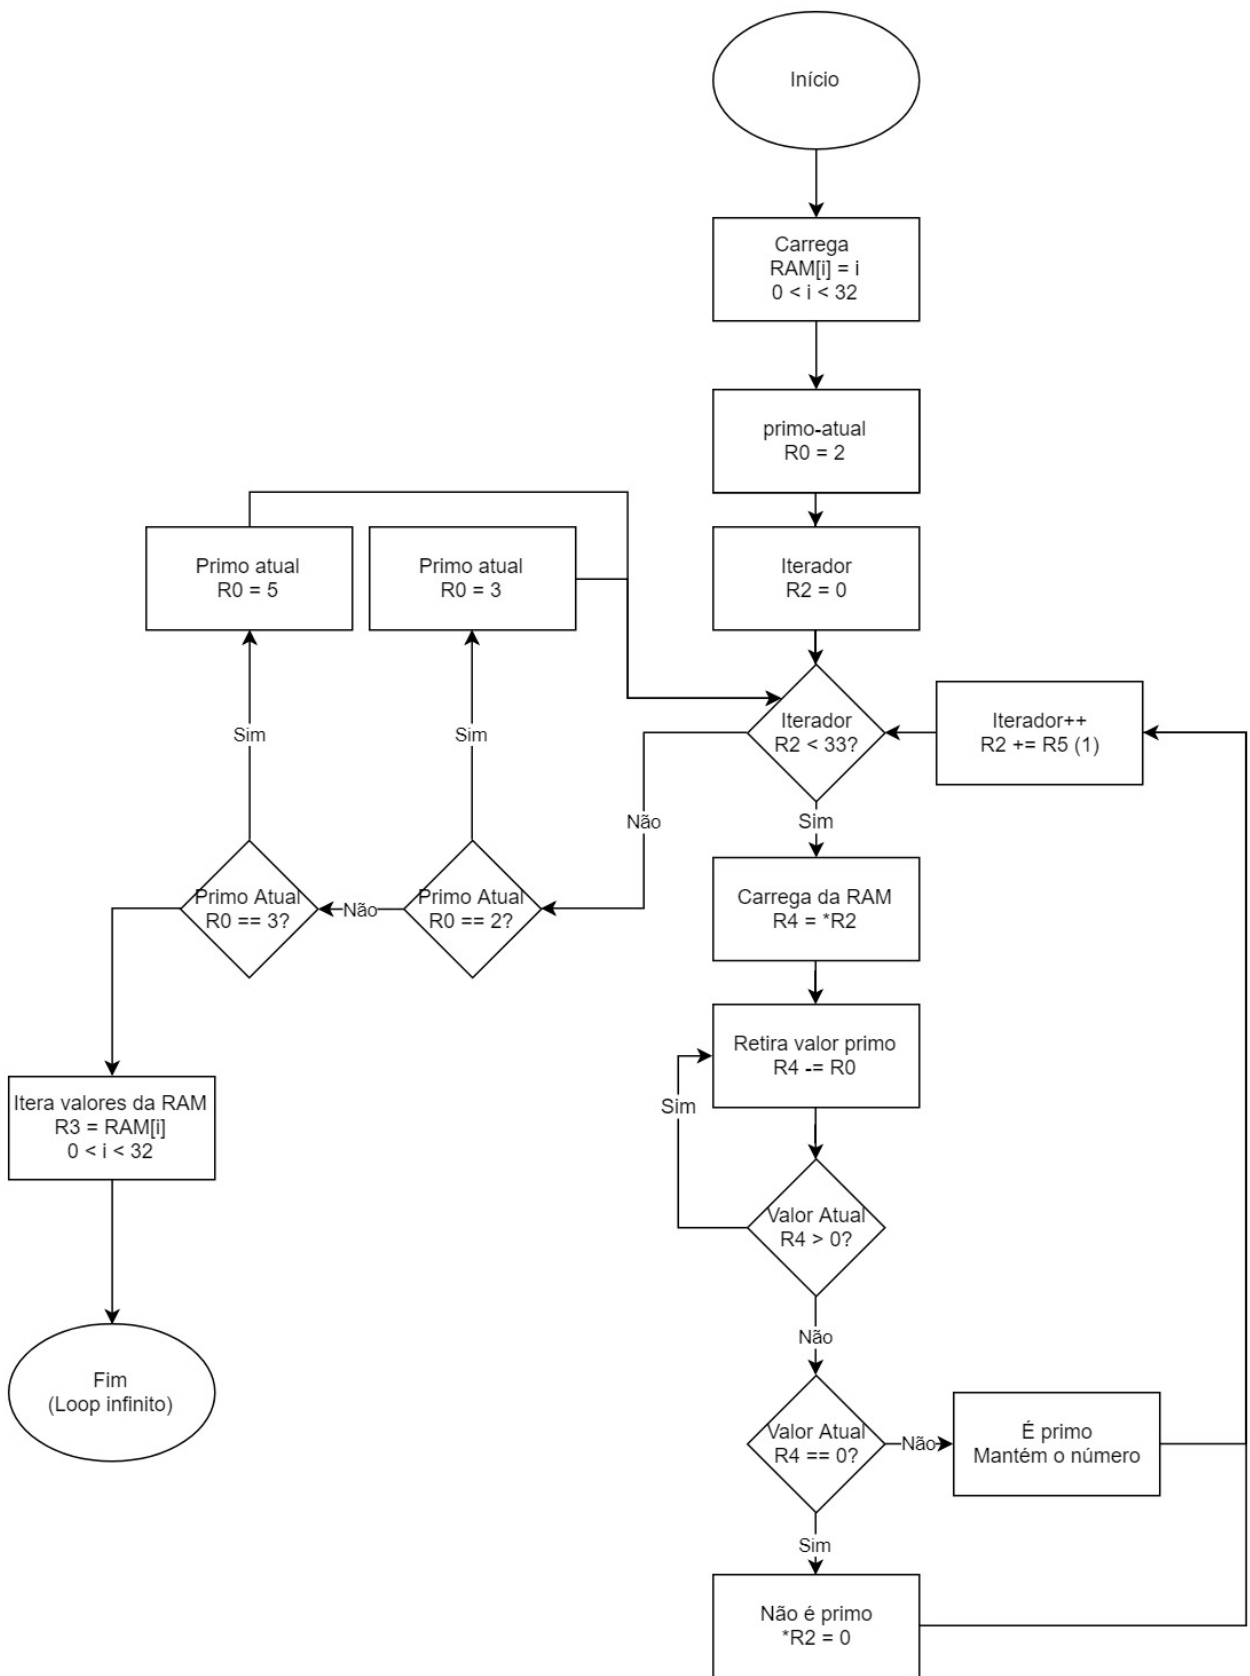 Início
Carrega
RAM[i] = i
0 < i < 32
primo-atual
R0 = 2
Primo atual
R0 = 5
Primo atual
R0 = 3
Iterador
R2 = 0
Sim
Sim
Iterador
R2 < 33?
Iterador++
R2 += R5 (1)
Não
Sim
Primo Atual
R0 == 3?
Não
Primo Atual
R0 == 2?
Carrega da RAM
R4 = *R2
Retira valor primo
R4 -= R0
Sim
Itera valores da RAM
R3 = RAM[i]
0 < i < 32
Valor Atual
R4 > 0?
Não
Fim
(Loop infinito)
Valor Atual
R4 == 0?
Não
É primo
Mantém o número
Sim
Não é primo
*R2 = 0